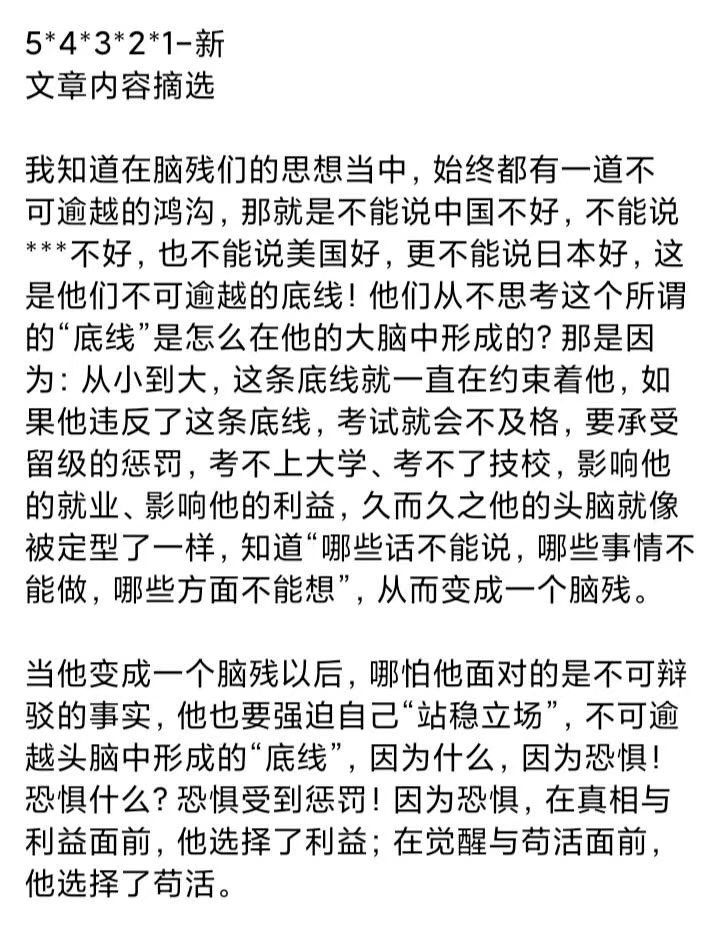 5*4*3*2*1-新
文章内容摘选
我知道在脑残们的思想当中，始终都有一道不
可逾越的鸿沟，那就是不能说中国不好，不能说
***不好，也不能说美国好，更不能说日本好，这
是他们不可逾越的底线！他们从不思考这个所谓
的“底线”是怎么在他的大脑中形成的？那是因
为：从小到大，这条底线就一直在约束着他，如
果他违反了这条底线，考试就会不及格，要承受
留级的惩罚，考不上大学、考不了技校，影响他
的就业、影响他的利益，久而久之他的头脑就像
被定型了一样，知道“哪些话不能说，哪些事情不
能做，哪些方面不能想”，从而变成一个脑残。
当他变成一个脑残以后，哪怕他面对的是不可辩
驳的事实，他也要强迫自己“站稳立场”，不可逾
越头脑中形成的“底线”，因为什么，因为恐惧！
恐惧什么？恐惧受到惩罚！因为恐惧，在真相与
利益面前，他选择了利益；在觉醒与苟活面前，
他选择了苟活。